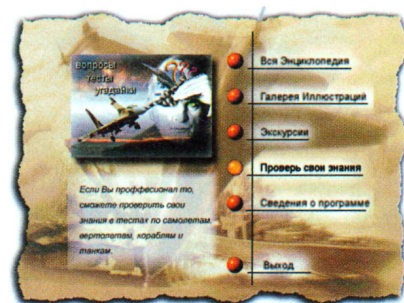 вопросы
тесты
угадайки
Если Вы проффесионал то,
сможете проверить свои
знания в тестах по самолетам,
вертолетам, кораблям и
танкам.
Вся Энциклопедия
Галерея Иллюстраций
Экскурсии
Проверь свои знания
Сведения о программе
Выход